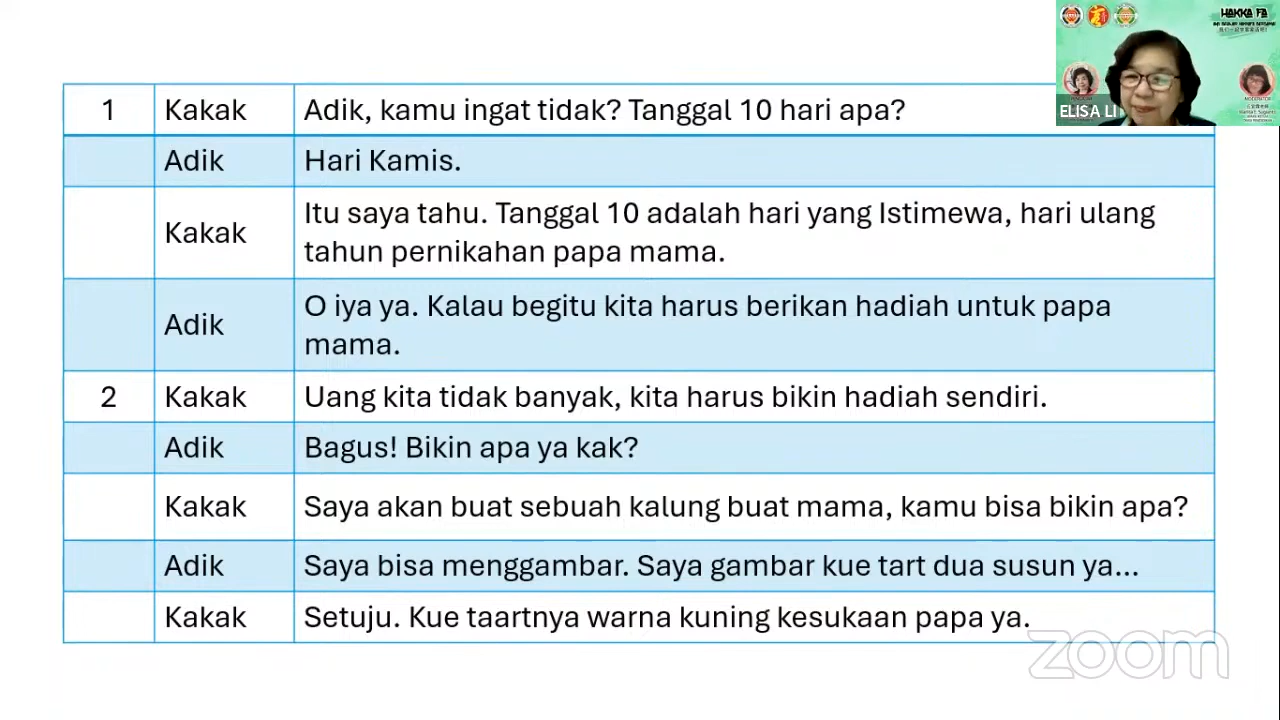 1 Kakak Adik, kamu ingat tidak? Tanggal 10 hari apa?
Adik Hari Kamis.
Kakak Itu saya tahu. Tanggal 10 adalah hari yang Istimewa, hari ulang
tahun pernikahan papa mama.
Adik O iya ya. Kalau begitu kita harus berikan hadiah untuk papa
mama.
2 Kakak Uang kita tidak banyak, kita harus bikin hadiah sendiri.
Adik Bagus! Bikin apa ya kak?
Kakak Saya akan buat sebuah kalung buat mama, kamu bisa bikin apa?
Adik Saya bisa menggambar. Saya gambar kue tart dua susun ya...
Kakak Setuju. Kue taartnya warna kuning kesukaan papa ya.
HAKKA FA
ELISA LI
MODERATOR
zoom